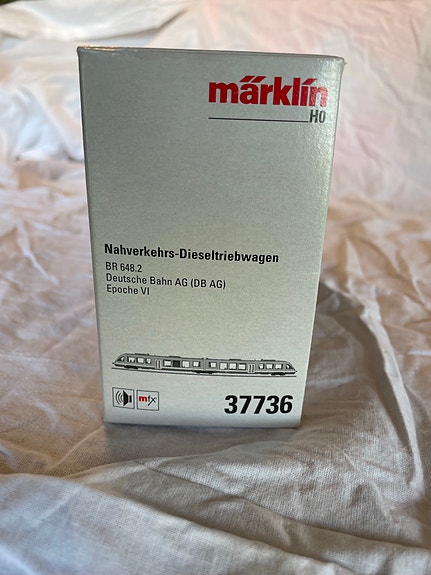 märklin
H0
Nahverkehrs-Dieseltriebwagen
BR 648.2
Deutsche Bahn AG (DB AG)
Epoche VI
mfx
37736